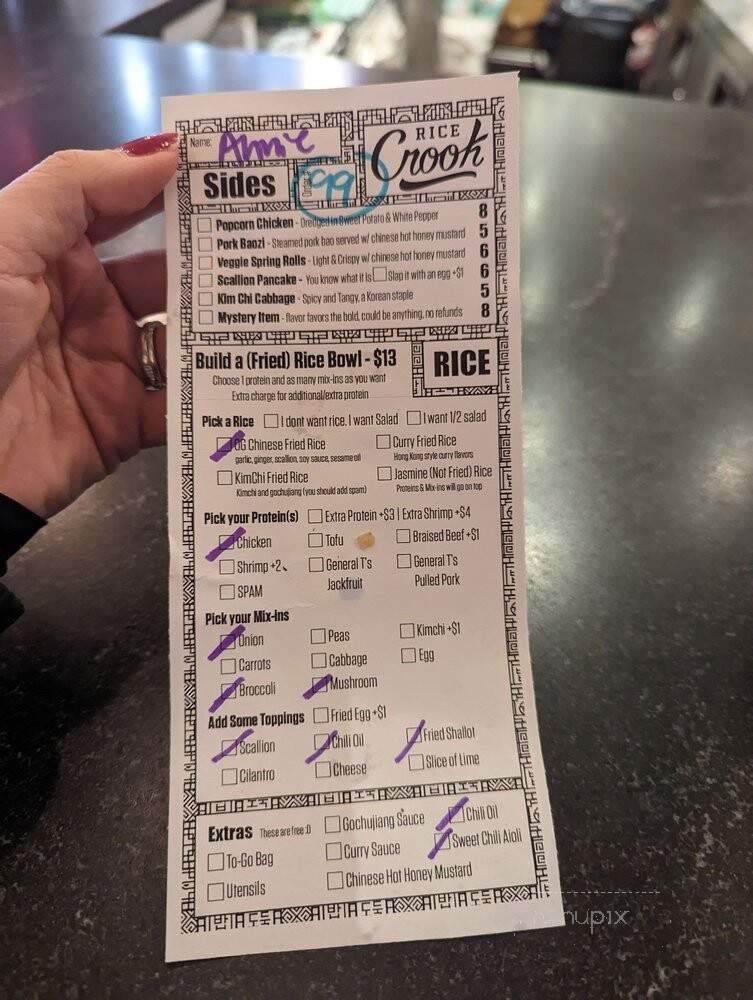 Name: Annie
RICE
Crook
Sides
99
Popcorn Chicken - Dredged in Sweet Potato & White Pepper 8
Pork Baozi - Steamed pork bao served w/ chinese hot honey mustard 5
Veggie Spring Rolls - Light & Crispy w/ chinese hot honey mustard 6
Scallion Pancake - You know what it is Slap it with an egg +$1 6
Kim Chi Cabbage - Spicy and Tangy, a Korean staple 5
Mystery Item - flavor favors the bold, could be anything, no refunds 8
Build a (Fried) Rice Bowl - $13
RICE
Choose 1 protein and as many mix-ins as you want
Extra charge for additional/extra protein
Pick a Rice I dont want rice. I want Salad I want 1/2 salad
OG Chinese Fried Rice Curry Fried Rice
garlic, ginger, scallion, soy sauce, sesame oil Hong Kong style curry flavors
KimChi Fried Rice Jasmine (Not Fried) Rice
Kimchi and gochujiang (you should add spam) Proteins & Mix-ins will go on top
Pick your Protein(s) Extra Protein +$3 | Extra Shrimp +$4
Chicken Tofu Braised Beef +$1
Shrimp +2 General T's General T's
Jackfruit Pulled Pork
SPAM
Pick your Mix-ins
Onion Peas Kimchi +$1
Carrots Cabbage Egg
Broccoli Mushroom
Add Some Toppings Fried Egg +$1
Scallion Chili Oil Fried Shallot
Cilantro Cheese Slice of Lime
Extras These are free :D Gochujiang Sauce Chili Oil
To-Go Bag Curry Sauce Sweet Chili Aioli
Utensils Chinese Hot Honey Mustard